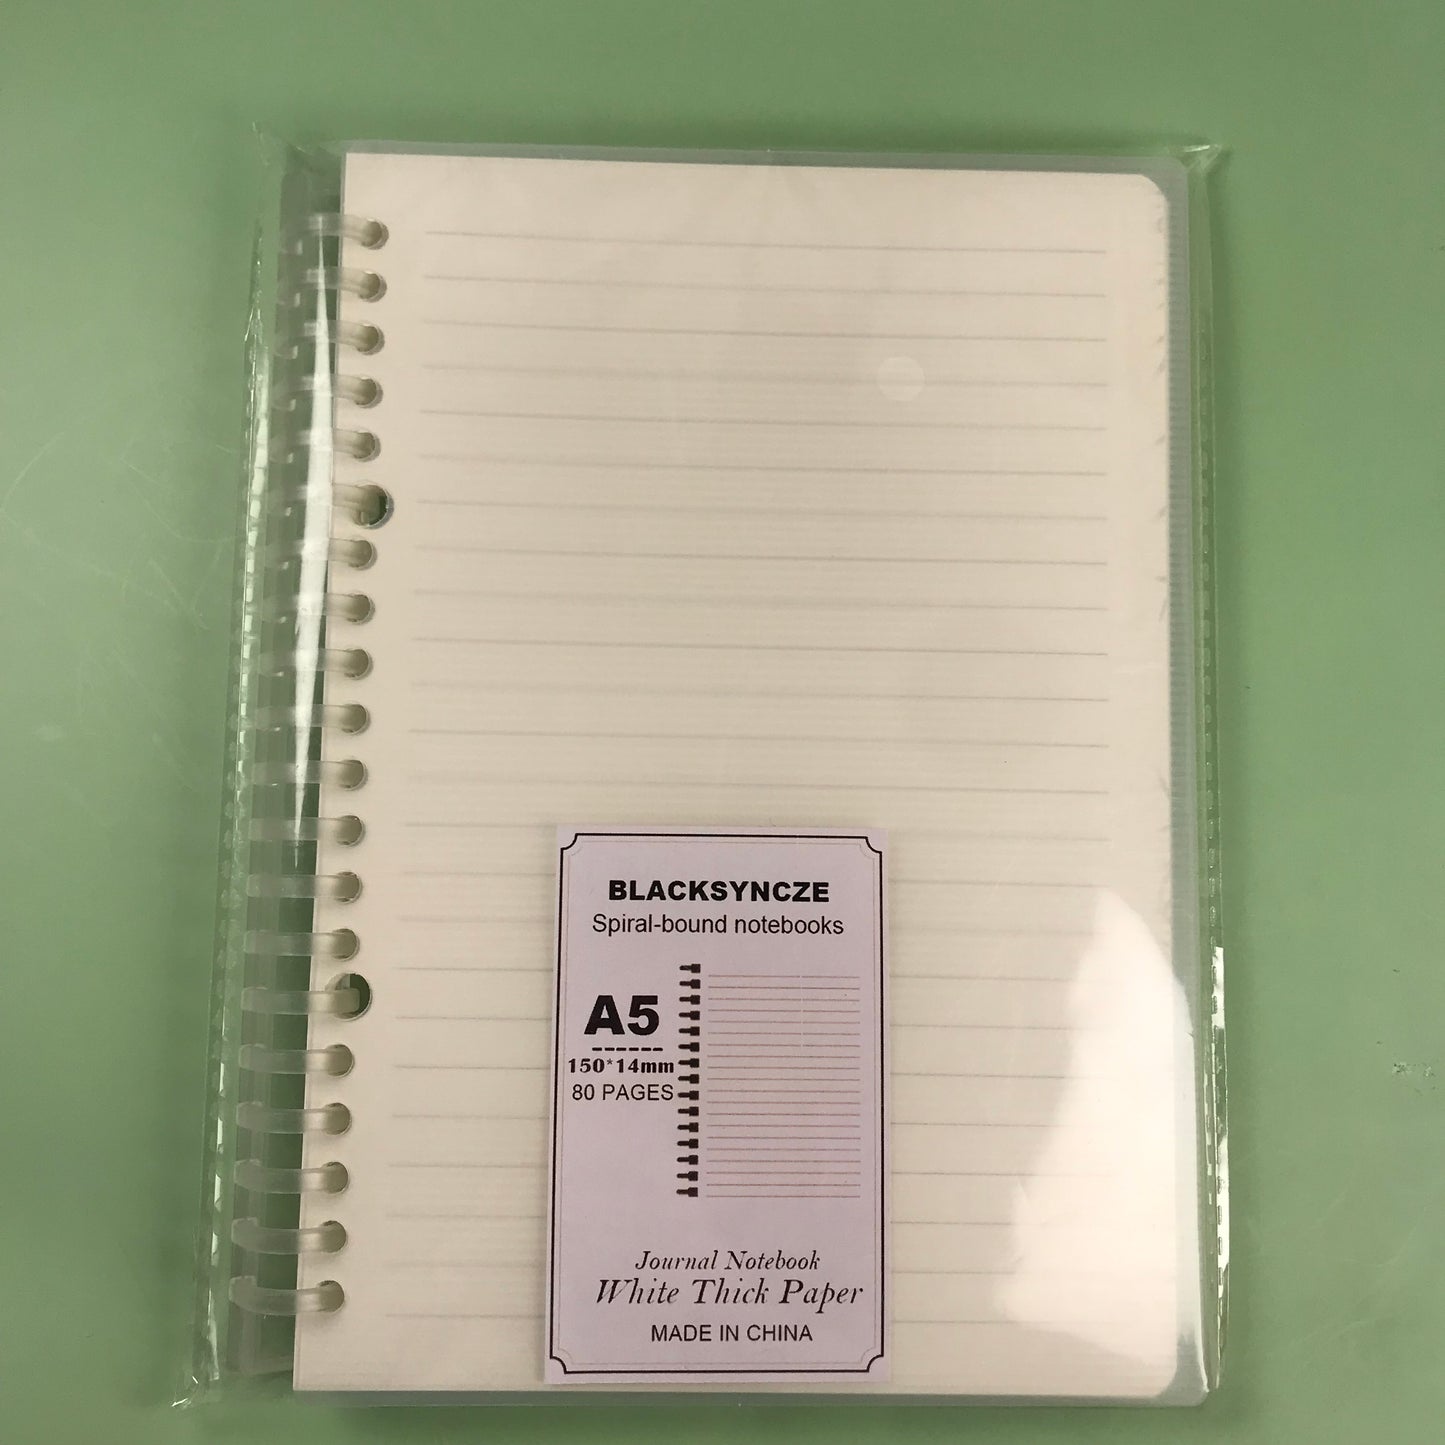 BLACKSYNCZE
Spiral-bound notebooks
A5
150*14mm
80 PAGES
Journal Notebook
White Thick Paper
MADE IN CHINA